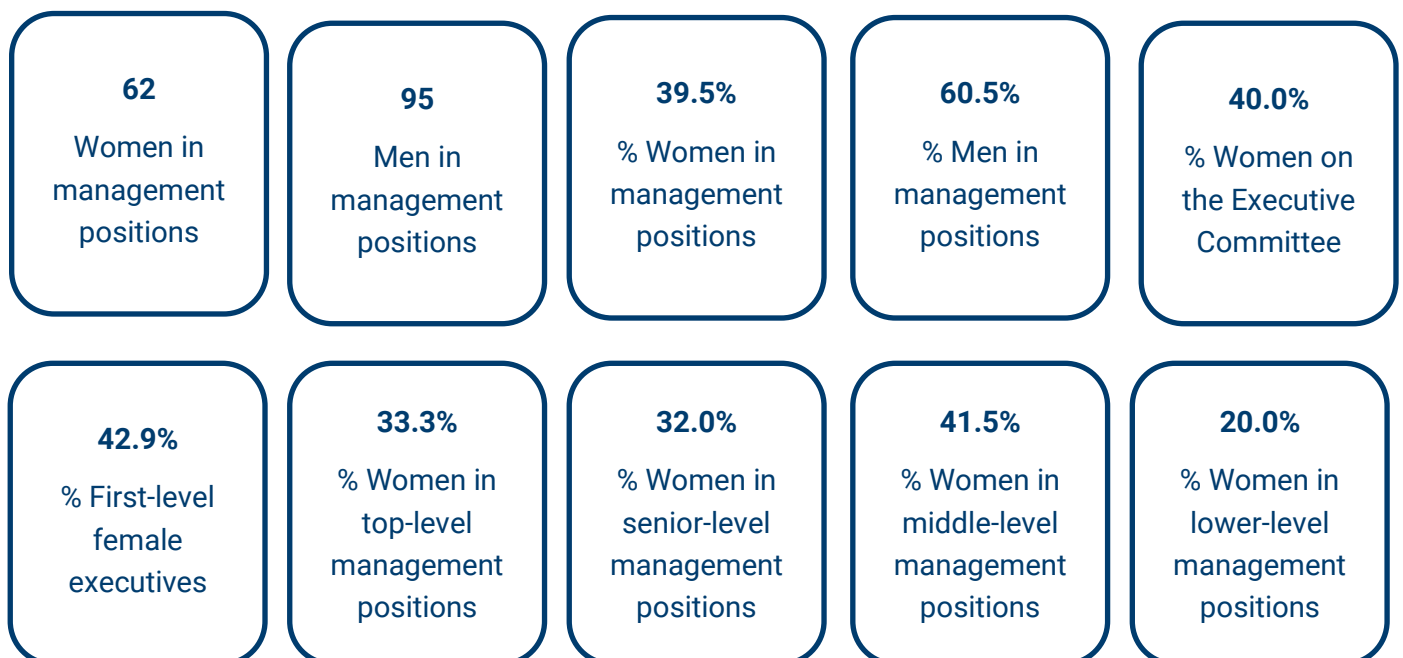 62
Women in
management
positions
95
Men in
management
positions
39.5%
% Women in
management
positions
60.5%
% Men in
management
positions
40.0%
% Women on
the Executive
Committee
42.9%
% First-level
female
executives
33.3%
% Women in
top-level
management
positions
32.0%
% Women in
senior-level
management
positions
41.5%
% Women in
middle-level
management
positions
20.0%
% Women in
lower-level
management
positions